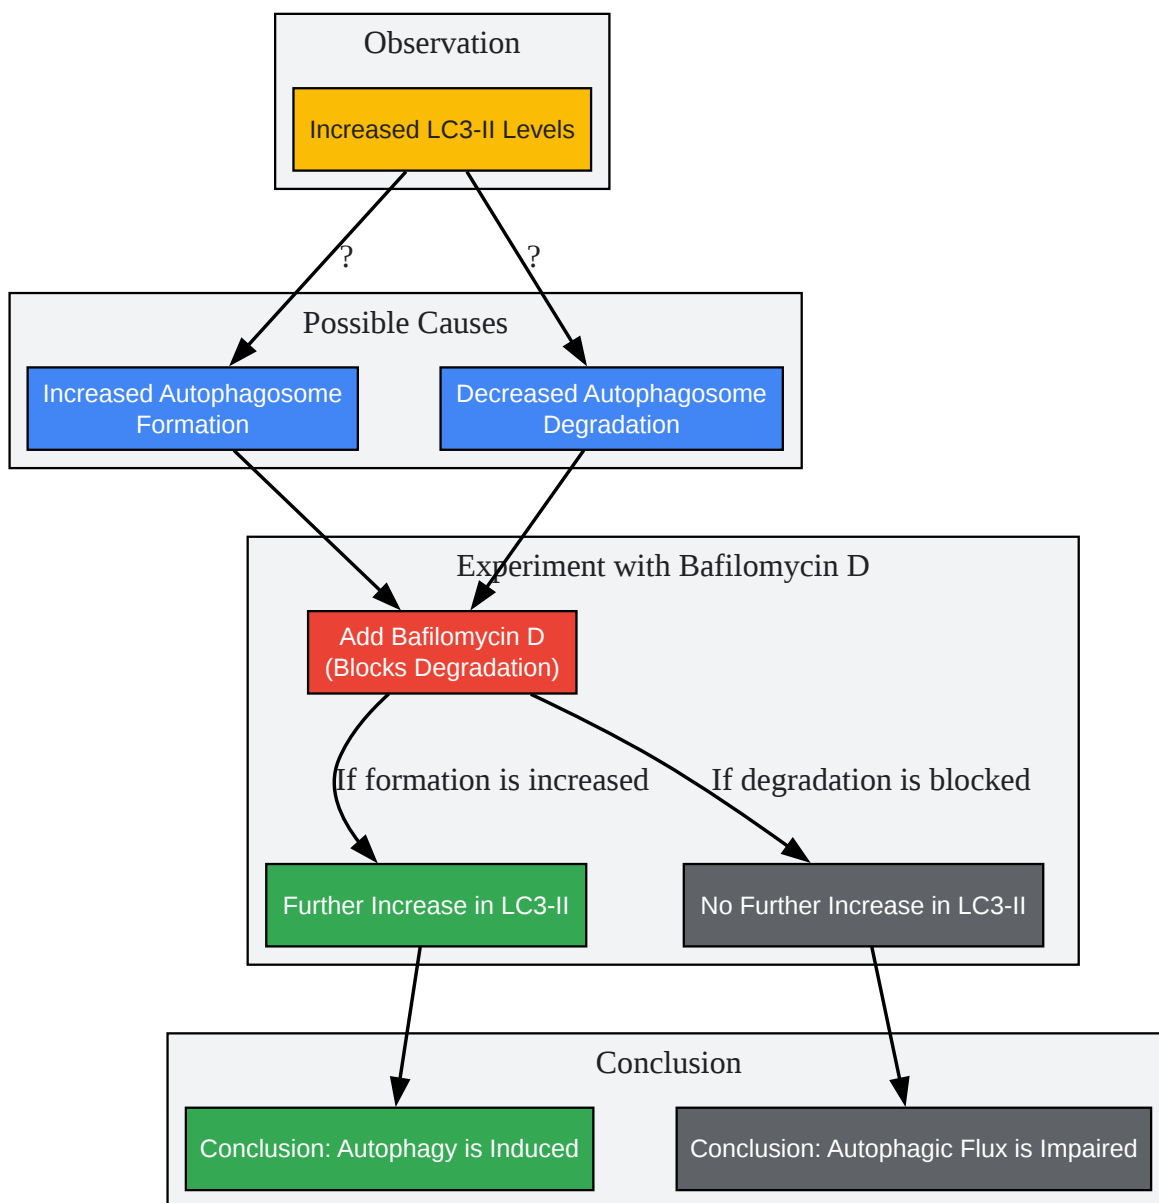 Observation
Increased LC3-II Levels
?
?
Possible Causes
Increased Autophagosome
Formation
Decreased Autophagosome
Degradation
Experiment with Bafilomycin D
Add Bafilomycin D
(Blocks Degradation)
If formation is increased
If degradation is blocked
Further Increase in LC3-II
No Further Increase in LC3-II
Conclusion
Conclusion: Autophagy is Induced
Conclusion: Autophagic Flux is Impaired